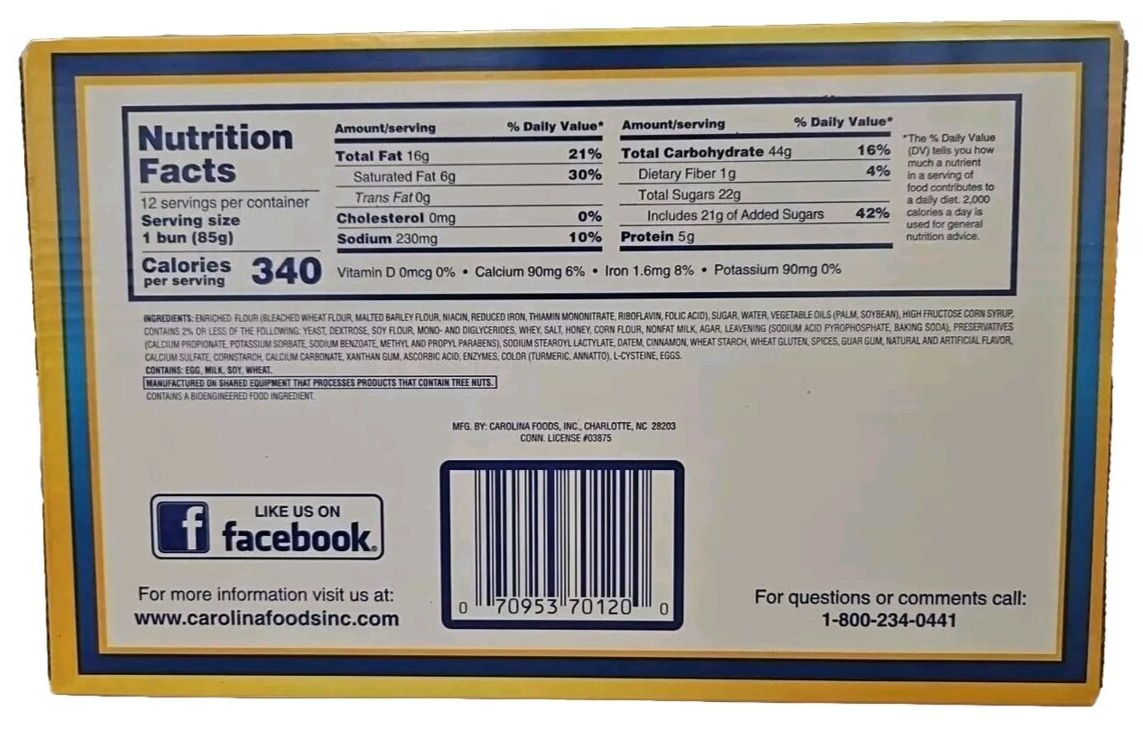 Nutrition
Facts
12 servings per container
Serving size
1 bun (85g)
Calories
per serving
340
Amount/serving % Daily Value*
Total Fat 16g 21%
Saturated Fat 6g 30%
Trans Fat 0g
Cholesterol 0mg 0%
Sodium 230mg 10%
Amount/serving % Daily Value*
Total Carbohydrate 44g 16%
Dietary Fiber 1g 4%
Total Sugars 22g
Includes 21g of Added Sugars 42%
Protein 5g
Vitamin D 0mcg 0% • Calcium 90mg 6% • Iron 1.6mg 8% • Potassium 90mg 0%
*The % Daily Value
(DV) tells you how
much a nutrient
in a serving of
food contributes to
a daily diet. 2,000
calories a day is
used for general
nutrition advice.
INGREDIENTS: ENRICHED FLOUR (BLEACHED WHEAT FLOUR, MALTED BARLEY FLOUR, NIACIN, REDUCED IRON, THIAMIN MONONITRATE, RIBOFLAVIN, FOLIC ACID), SUGAR, WATER, VEGETABLE OILS (PALM, SOYBEAN), HIGH FRUCTOSE CORN SYRUP,
CONTAINS 2% OR LESS OF THE FOLLOWING: YEAST, DEXTROSE, SOY FLOUR, MONO- AND DIGLYCERIDES, WHEY, SALT, HONEY, CORN FLOUR, NONFAT MILK, AGAR, LEAVENING (SODIUM ACID PYROPHOSPHATE, BAKING SODA), PRESERVATIVES
(CALCIUM PROPIONATE, POTASSIUM SORBATE, SODIUM BENZOATE, METHYL AND PROPYL PARABENS), SODIUM STEAROYL LACTYLATE, DATEM, CINNAMON, WHEAT STARCH, WHEAT GLUTEN, SPICES, GUAR GUM, NATURAL AND ARTIFICIAL FLAVOR,
CALCIUM SULFATE, CORNSTARCH, CALCIUM CARBONATE, XANTHAN GUM, ASCORBIC ACID, ENZYMES, COLOR (TURMERIC, ANNATTO), L-CYSTEINE, EGGS.
CONTAINS: EGG, MILK, SOY, WHEAT.
MANUFACTURED ON SHARED EQUIPMENT THAT PROCESSES PRODUCTS THAT CONTAIN TREE NUTS.
CONTAINS A BIOENGINEERED FOOD INGREDIENT.
MFG. BY: CAROLINA FOODS, INC., CHARLOTTE, NC 28203
CONN. LICENSE #03875
f LIKE US ON
facebook®
For more information visit us at:
www.carolinafoodsinc.com
0 70953 70120 0
For questions or comments call:
1-800-234-0441